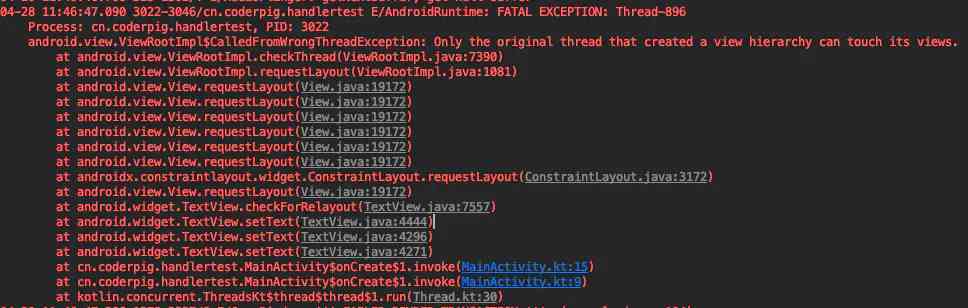 04-28 11:46:47.090 3022-3046/cn.coderpig.handlertest E/AndroidRuntime: FATAL EXCEPTION: Thread-896
Process: cn.coderpig.handlertest, PID: 3022
android.view.ViewRootImpl$CalledFromWrongThreadException: Only the original thread that created a view hierarchy can touch its views.
at android.view.ViewRootImpl.checkThread(ViewRootImpl.java:7390)
at android.view.ViewRootImpl.requestLayout(ViewRootImpl.java:1081)
at android.view.View.requestLayout(View.java:19172)
at android.view.View.requestLayout(View.java:19172)
at android.view.View.requestLayout(View.java:19172)
at android.view.View.requestLayout(View.java:19172)
at android.view.View.requestLayout(View.java:19172)
at android.view.View.requestLayout(View.java:19172)
at androidx.constraintlayout.widget.ConstraintLayout.requestLayout(ConstraintLayout.java:3172)
at android.view.View.requestLayout(View.java:19172)
at android.widget.TextView.checkForRelayout(TextView.java:7557)
at android.widget.TextView.setText(TextView.java:4444)
at android.widget.TextView.setText(TextView.java:4296)
at android.widget.TextView.setText(TextView.java:4271)
at cn.coderpig.handlertest.MainActivity$onCreate$1.invoke(MainActivity.kt:15)
at cn.coderpig.handlertest.MainActivity$onCreate$1.invoke(MainActivity.kt:9)
at kotlin.concurrent.ThreadsKt$thread$thread$1.run(Thread.kt:30)